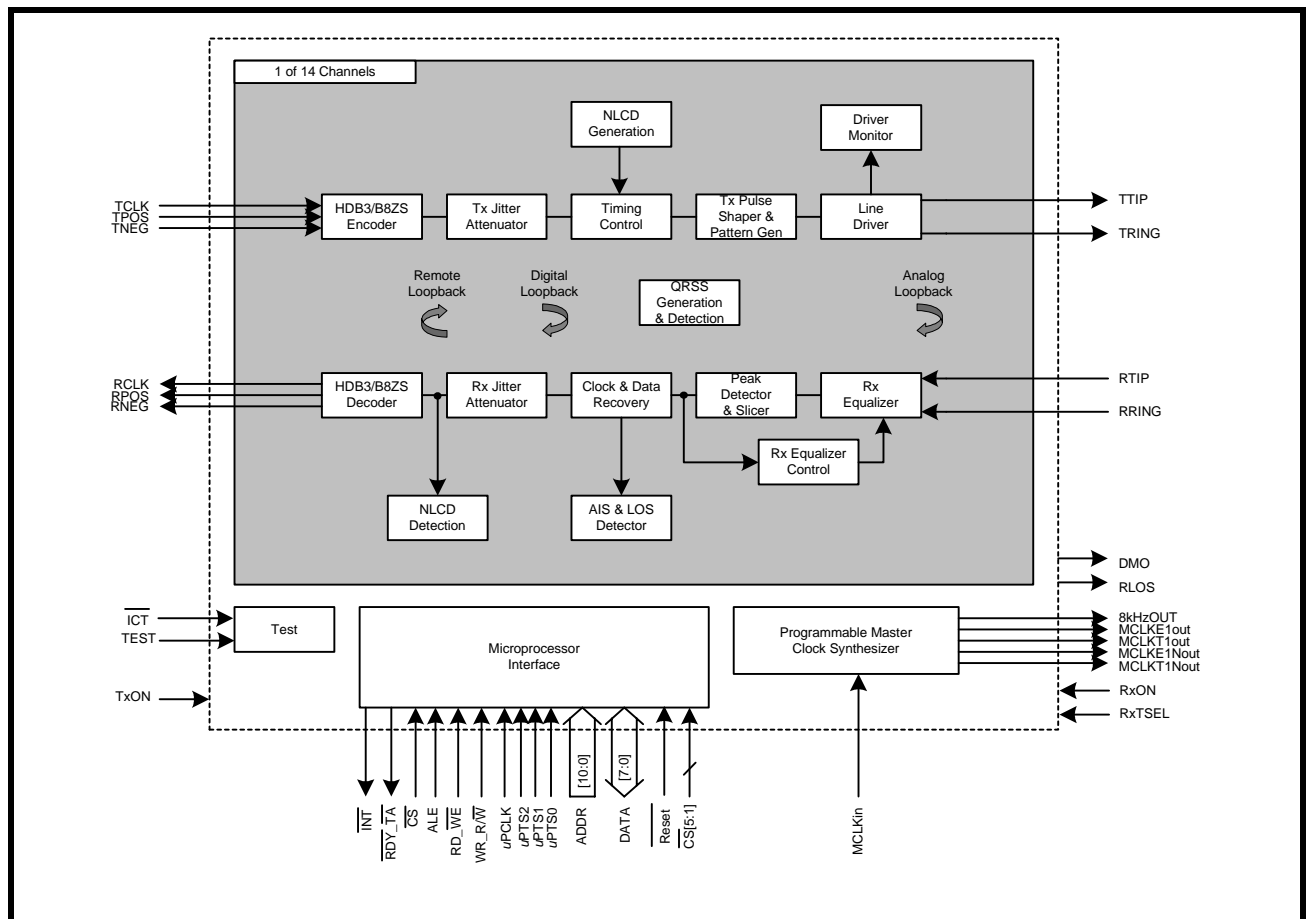 1 of 14 Channels
NLCD
Generation
Driver
Monitor
TCLK
TPOS
TNEG
HDB3/B8ZS
Encoder
Tx Jitter
Attenuator
Timing
Control
Tx Pulse
Shaper &
Pattern Gen
Line
Driver
TTIP
TRING
Remote
Loopback
Digital
Loopback
QRSS
Generation
& Detection
Analog
Loopback
RCLK
RPOS
RNEG
HDB3/B8ZS
Decoder
Rx Jitter
Attenuator
Clock & Data
Recovery
Peak
Detector
& Slicer
Rx
Equalizer
RTIP
RRING
Rx Equalizer
Control
NLCD
Detection
AIS & LOS
Detector
DMO
RLOS
ICT
TEST
Test
Microprocessor
Interface
Programmable Master
Clock Synthesizer
8kHzOUT
MCLKE1out
MCLKT1out
MCLKE1Nout
MCLKT1Nout
TxON
RxON
RxTSEL
INT
RDY_TA
CS
ALE
RD_WE
WR_R/W
uPCLK
uPTS2
uPTS1
uPTS0
[10:0]
ADDR
[7:0]
DATA
Reset
CS[5:1]
MCLKin